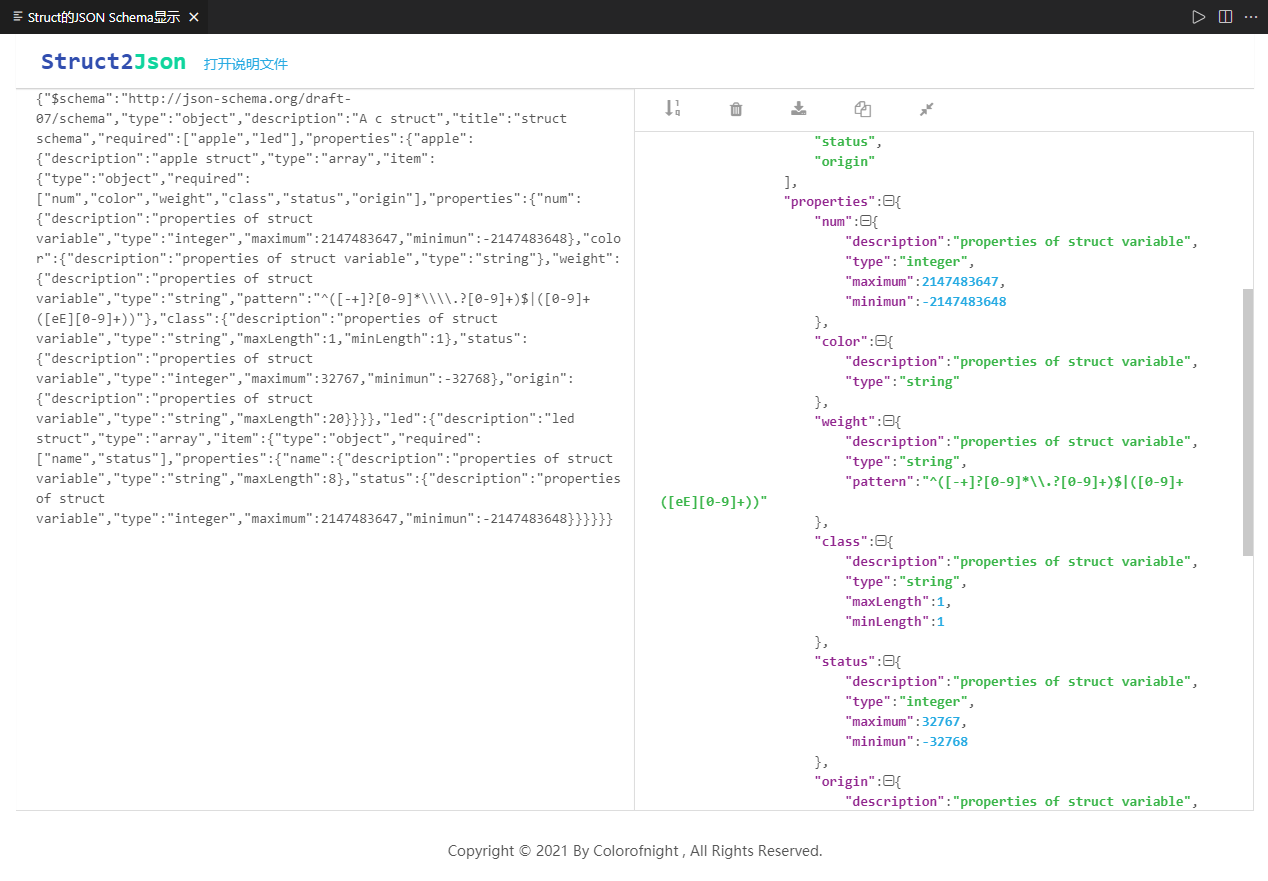 Struct的JSON Schema显示
Struct2Json 打开说明文件
{"$schema":"http://json-schema.org/draft-
07/schema","type":"object","description":"A c struct","title":"struct
schema","required":["apple","led"],"properties":{"apple":
{"description":"apple struct","type":"array","item":
{"type":"object","required":
["num","color","weight","class","status","origin"],"properties":{"num":
{"description":"properties of struct
variable","type":"integer","maximum":2147483647,"minimun":-2147483648},"colo
r":{"description":"properties of struct variable","type":"string"},"weight":
{"description":"properties of struct
variable","type":"string","pattern":"^([-+]?[0-9]*\\\\.?[0-9]+)$|([0-9]+
([eE][0-9]+))"},"class":{"description":"properties of struct
variable","type":"string","maxLength":1,"minLength":1},"status":
{"description":"properties of struct
variable","type":"integer","maximum":32767,"minimun":-32768},"origin":
{"description":"properties of struct
variable","type":"string","maxLength":20}}}},"led":{"description":"led
struct","type":"array","item":{"type":"object","required":
["name","status"],"properties":{"name":{"description":"properties of struct
variable","type":"string","maxLength":8},"status":{"description":"properties
of struct
variable","type":"integer","maximum":2147483647,"minimun":-2147483648}}}}}}
"status",
"origin"
],
"properties":{
"num":{
"description":"properties of struct variable",
"type":"integer",
"maximum":2147483647,
"minimun":-2147483648
},
"color":{
"description":"properties of struct variable",
"type":"string"
},
"weight":{
"description":"properties of struct variable",
"type":"string",
"pattern":"^([-+]?[0-9]*\\.?[0-9]+)$|([0-9]+
([eE][0-9]+))"
},
"class":{
"description":"properties of struct variable",
"type":"string",
"maxLength":1,
"minLength":1
},
"status":{
"description":"properties of struct variable",
"type":"integer",
"maximum":32767,
"minimun":-32768
},
"origin":{
"description":"properties of struct variable",
Copyright © 2021 By Colorofnight , All Rights Reserved.